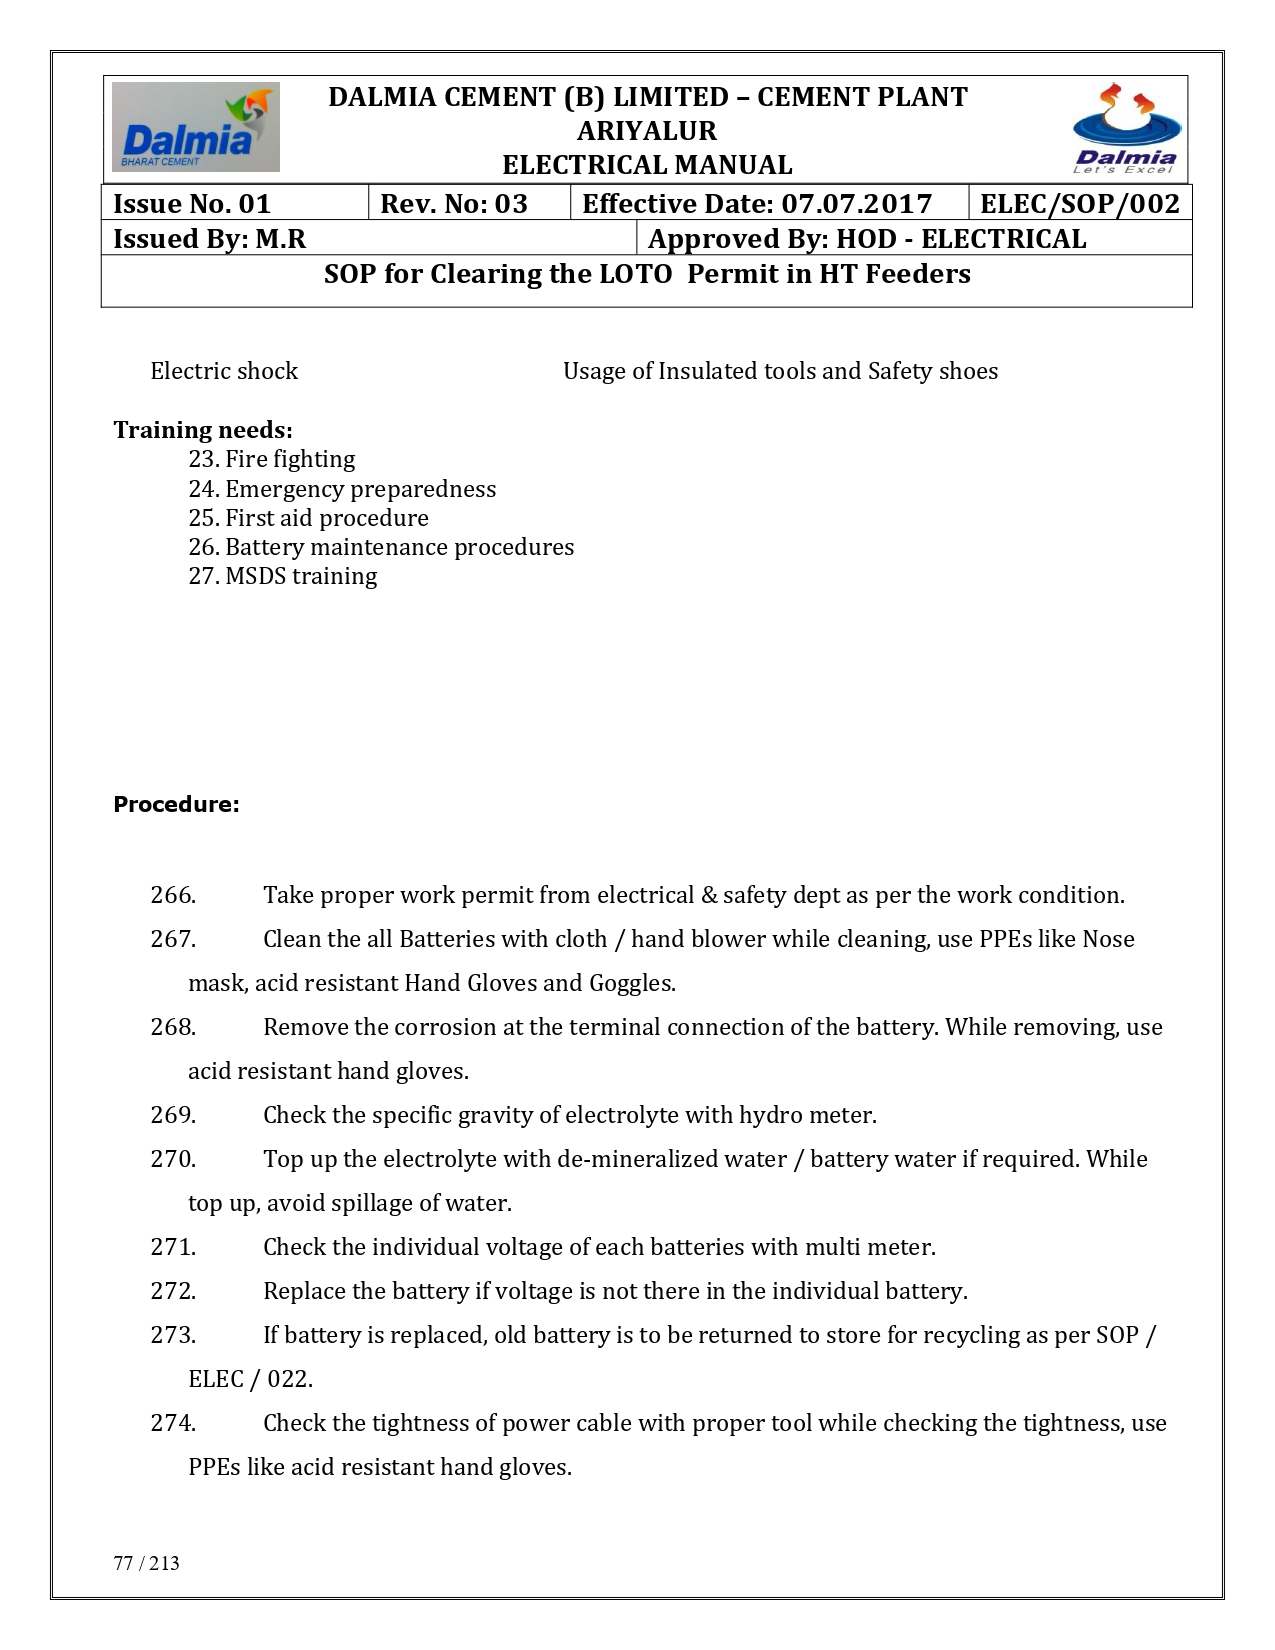 Dalmia
BHARAT CEMENT
DALMIA CEMENT (B) LIMITED – CEMENT PLANT
ARIYALUR
ELECTRICAL MANUAL
Dalmia
Let's Excel
Issue No. 01 Rev. No: 03 Effective Date: 07.07.2017 ELEC/SOP/002
Issued By: M.R Approved By: HOD - ELECTRICAL
SOP for Clearing the LOTO Permit in HT Feeders
Electric shock Usage of Insulated tools and Safety shoes
Training needs:
23. Fire fighting
24. Emergency preparedness
25. First aid procedure
26. Battery maintenance procedures
27. MSDS training
Procedure:
266. Take proper work permit from electrical & safety dept as per the work condition.
267. Clean the all Batteries with cloth / hand blower while cleaning, use PPEs like Nose
mask, acid resistant Hand Gloves and Goggles.
268. Remove the corrosion at the terminal connection of the battery. While removing, use
acid resistant hand gloves.
269. Check the specific gravity of electrolyte with hydro meter.
270. Top up the electrolyte with de-mineralized water / battery water if required. While
top up, avoid spillage of water.
271. Check the individual voltage of each batteries with multi meter.
272. Replace the battery if voltage is not there in the individual battery.
273. If battery is replaced, old battery is to be returned to store for recycling as per SOP /
ELEC / 022.
274. Check the tightness of power cable with proper tool while checking the tightness, use
PPEs like acid resistant hand gloves.
77 / 213